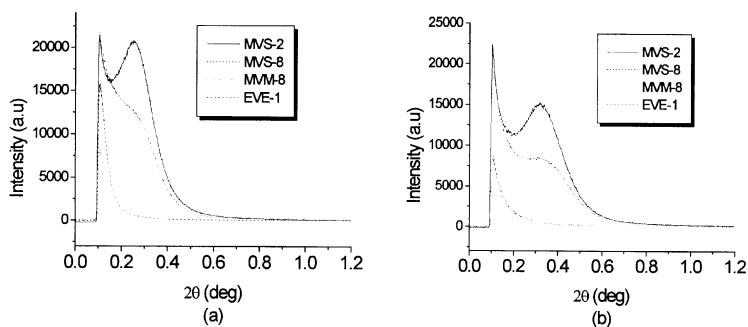 20000
15000
10000
5000
0
Intensity (a.u)
MVS-2
MVS-8
MVM-8
EVE-1
0.0 0.2 0.4 0.6 0.8 1.0 1.2
2θ (deg)
(a)
25000
20000
15000
10000
5000
0
Intensity (a.u)
MVS-2
MVS-8
MVM-8
EVE-1
0.0 0.2 0.4 0.6 0.8 1.0 1.2
2θ (deg)
(b)